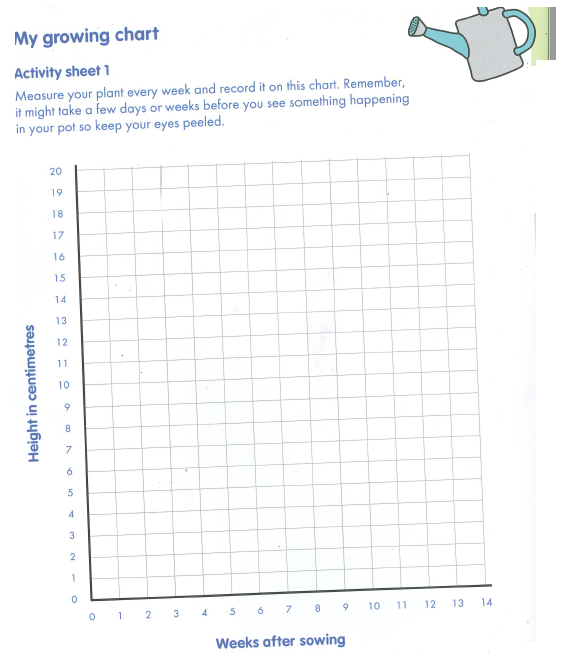 My growing chart
Activity sheet 1
Measure your plant every week and record it on this chart. Remember,
it might take a few days or weeks before you see something happening
in your pot so keep your eyes peeled.
20
19
18
17
16
15
14
13
12
11
10
9
8
7
6
5
4
3
2
1
0
Height in centimetres
0 1 2 3 4 5 6 7 8 9 10 11 12 13 14
Weeks after sowing